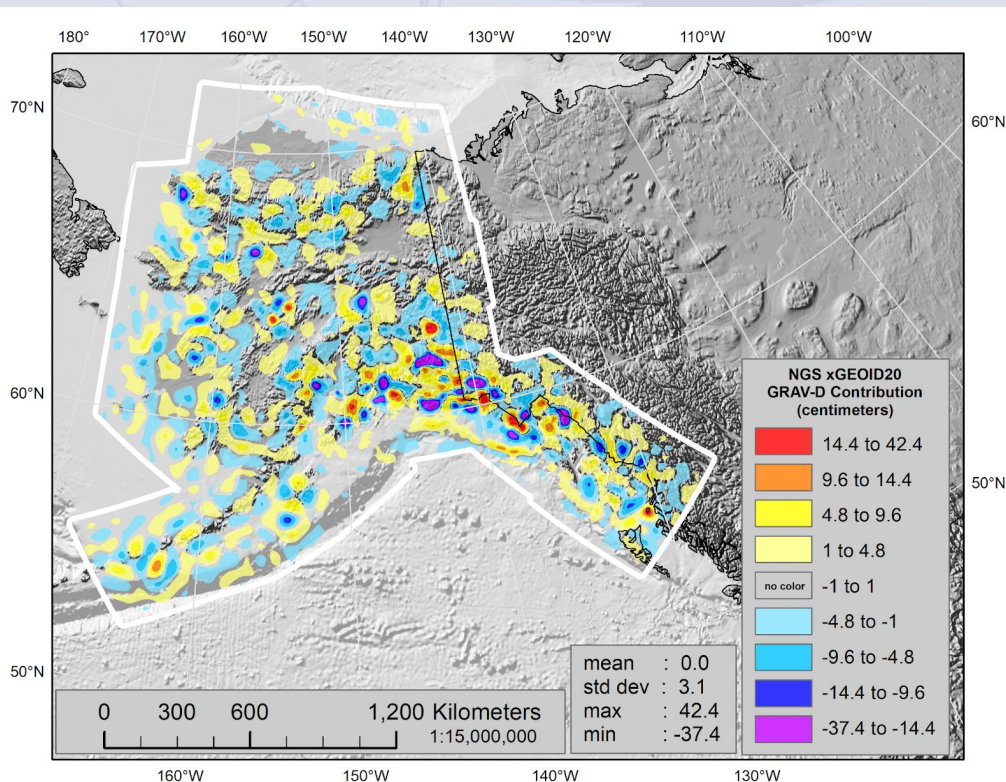 180° 170°W 160°W 150°W 140°W 130°W 120°W 110°W 100°W
70°N
60°N
60°N
50°N
50°N
NGS xGEOID20
GRAV-D Contribution
(centimeters)
14.4 to 42.4
9.6 to 14.4
4.8 to 9.6
1 to 4.8
no color -1 to 1
-4.8 to -1
-9.6 to -4.8
-14.4 to -9.6
-37.4 to -14.4
mean : 0.0
std dev : 3.1
max : 42.4
min : -37.4
0 300 600 1,200 Kilometers
1:15,000,000
160°W 150°W 140°W 130°W